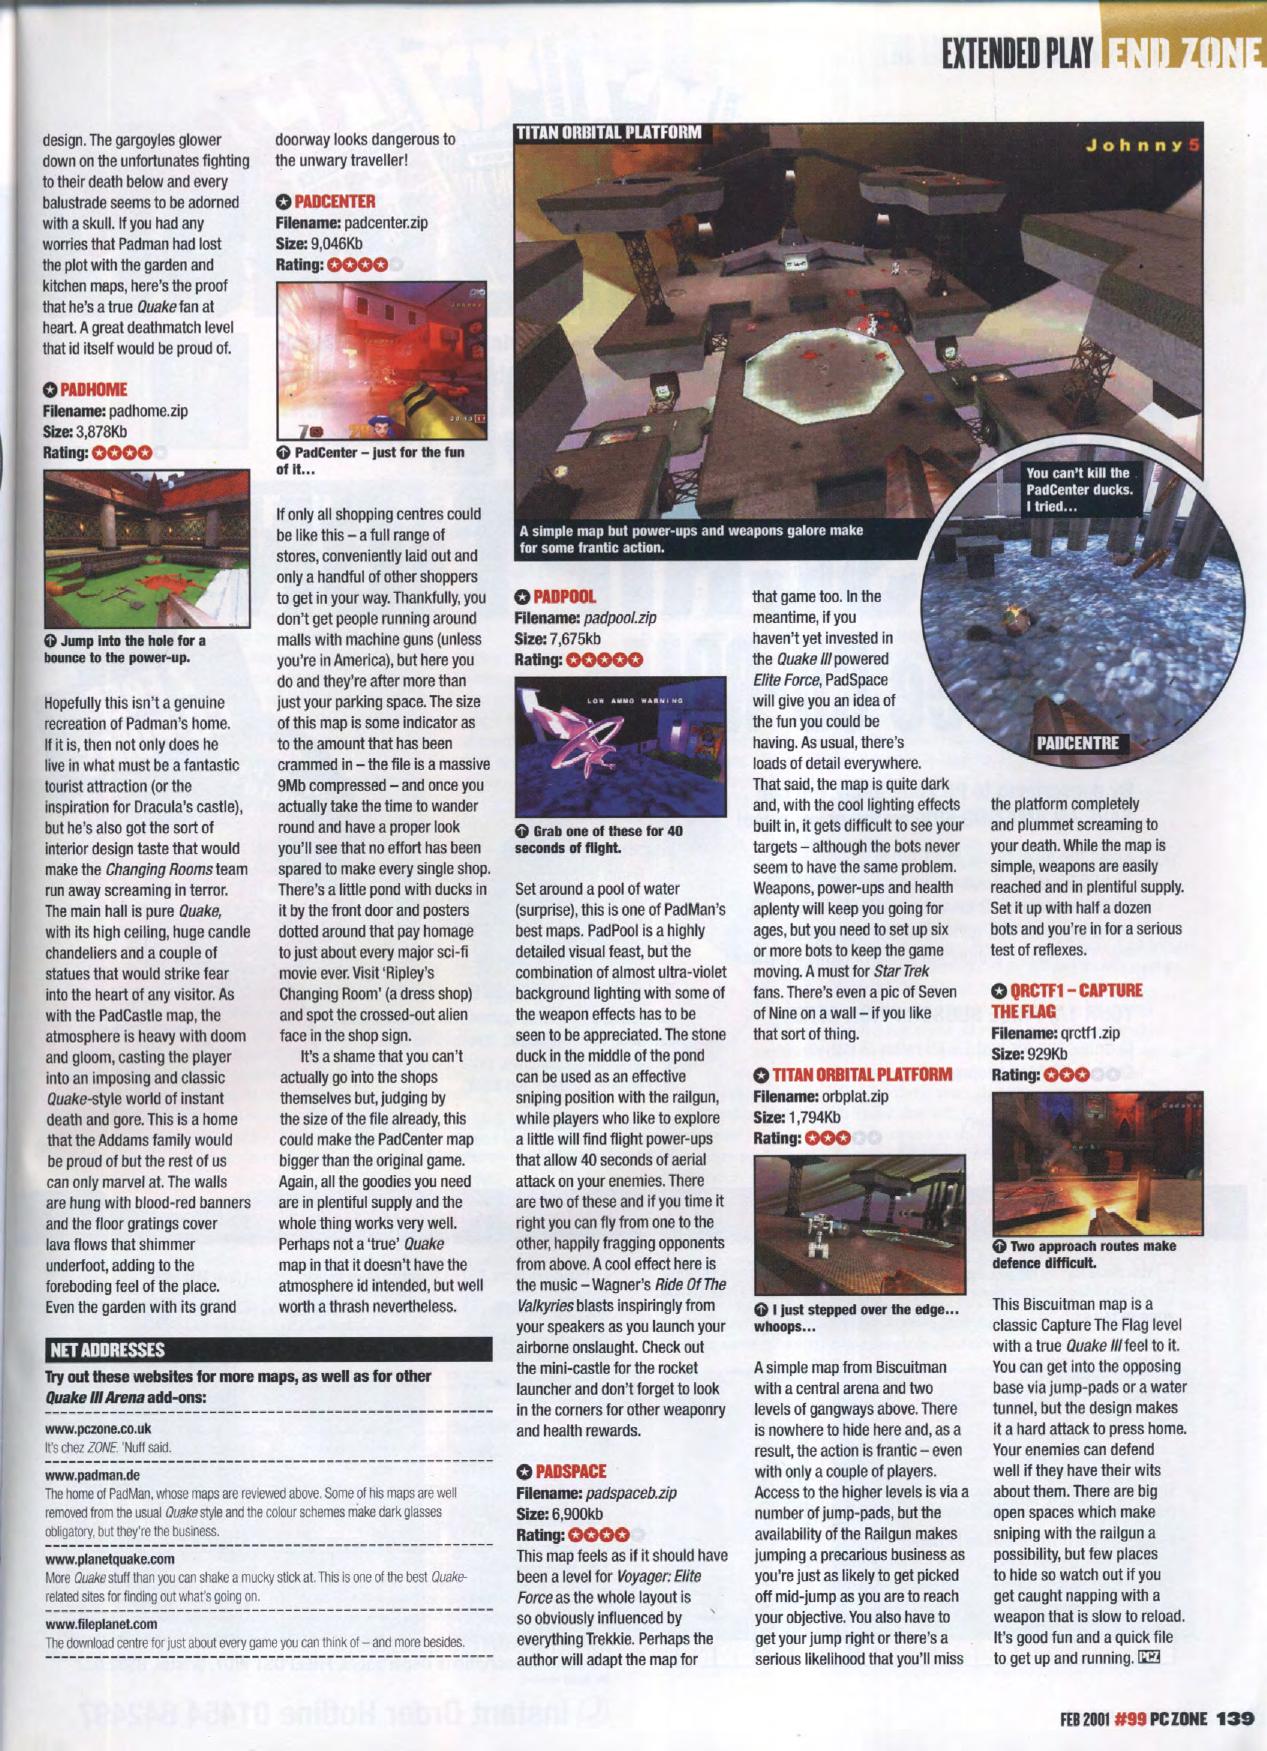 EXTENDED PLAY END ZONE
design. The gargoyles glower
down on the unfortunates fighting
to their death below and every
balustrade seems to be adorned
with a skull. If you had any
worries that Padman had lost
the plot with the garden and
kitchen maps, here's the proof
that he's a true Quake fan at
heart. A great deathmatch level
that id itself would be proud of.
PADHOME
Filename: padhome.zip
Size: 3,878Kb
Rating:
Jump into the hole for a
bounce to the power-up.
Hopefully this isn't a genuine
recreation of Padman's home.
If it is, then not only does he
live in what must be a fantastic
tourist attraction (or the
inspiration for Dracula's castle),
but he's also got the sort of
interior design taste that would
make the Changing Rooms team
run away screaming in terror.
The main hall is pure Quake,
with its high ceiling, huge candle
chandeliers and a couple of
statues that would strike fear
into the heart of any visitor. As
with the PadCastle map, the
atmosphere is heavy with doom
and gloom, casting the player
into an imposing and classic
Quake-style world of instant
death and gore. This is a home
that the Addams family would
be proud of but the rest of us
can only marvel at. The walls
are hung with blood-red banners
and the floor gratings cover
lava flows that shimmer
underfoot, adding to the
foreboding feel of the place.
Even the garden with its grand
doorway looks dangerous to
the unwary traveller!
PADCENTER
Filename: padcenter.zip
Size: 9,046Kb
Rating:
PadCenter – just for the fun
of it...
If only all shopping centres could
be like this – a full range of
stores, conveniently laid out and
only a handful of other shoppers
to get in your way. Thankfully, you
don't get people running around
malls with machine guns (unless
you're in America), but here you
do and they're after more than
just your parking space. The size
of this map is some indicator as
to the amount that has been
crammed in – the file is a massive
9Mb compressed – and once you
actually take the time to wander
round and have a proper look
you'll see that no effort has been
spared to make every single shop.
There's a little pond with ducks in
it by the front door and posters
dotted around that pay homage
to just about every major sci-fi
movie ever. Visit 'Ripley's
Changing Room' (a dress shop)
and spot the crossed-out alien
face in the shop sign.
It's a shame that you can't
actually go into the shops
themselves but, judging by
the size of the file already, this
could make the PadCenter map
bigger than the original game.
Again, all the goodies you need
are in plentiful supply and the
whole thing works very well.
Perhaps not a 'true' Quake
map in that it doesn't have the
atmosphere id intended, but well
worth a thrash nevertheless.
NET ADDRESSES
Try out these websites for more maps, as well as for other
Quake III Arena add-ons:
www.pczone.co.uk
It's chez ZONE. 'Nuff said.
www.padman.de
The home of PadMan, whose maps are reviewed above. Some of his maps are well
removed from the usual Quake style and the colour schemes make dark glasses
obligatory, but they're the business.
www.planetquake.com
More Quake stuff than you can shake a mucky stick at. This is one of the best Quake-
related sites for finding out what's going on.
www.fileplanet.com
The download centre for just about every game you can think of – and more besides.
TITAN ORBITAL PLATFORM
Johnny 5
A simple map but power-ups and weapons galore make
for some frantic action.
You can't kill the
PadCenter ducks.
I tried...
PADCENTRE
PADPOOL
Filename: padpool.zip
Size: 7,675kb
Rating:
LOW AMMO WARNING
Grab one of these for 40
seconds of flight.
Set around a pool of water
(surprise), this is one of PadMan's
best maps. PadPool is a highly
detailed visual feast, but the
combination of almost ultra-violet
background lighting with some of
the weapon effects has to be
seen to be appreciated. The stone
duck in the middle of the pond
can be used as an effective
sniping position with the railgun,
while players who like to explore
a little will find flight power-ups
that allow 40 seconds of aerial
attack on your enemies. There
are two of these and if you time it
right you can fly from one to the
other, happily fragging opponents
from above. A cool effect here is
the music – Wagner's Ride Of The
Valkyries blasts inspiringly from
your speakers as you launch your
airborne onslaught. Check out
the mini-castle for the rocket
launcher and don't forget to look
in the corners for other weaponry
and health rewards.
PADSPACE
Filename: padspaceb.zip
Size: 6,900kb
Rating:
This map feels as if it should have
been a level for Voyager: Elite
Force as the whole layout is
so obviously influenced by
everything Trekkie. Perhaps the
author will adapt the map for
that game too. In the
meantime, if you
haven't yet invested in
the Quake III powered
Elite Force, PadSpace
will give you an idea of
the fun you could be
having. As usual, there's
loads of detail everywhere.
That said, the map is quite dark
and, with the cool lighting effects
built in, it gets difficult to see your
targets – although the bots never
seem to have the same problem.
Weapons, power-ups and health
aplenty will keep you going for
ages, but you need to set up six
or more bots to keep the game
moving. A must for Star Trek
fans. There's even a pic of Seven
of Nine on a wall – if you like
that sort of thing.
TITAN ORBITAL PLATFORM
Filename: orbplat.zip
Size: 1,794Kb
Rating:
I just stepped over the edge...
whoops...
A simple map from Biscuitman
with a central arena and two
levels of gangways above. There
is nowhere to hide here and, as a
result, the action is frantic – even
with only a couple of players.
Access to the higher levels is via a
number of jump-pads, but the
availability of the Railgun makes
jumping a precarious business as
you're just as likely to get picked
off mid-jump as you are to reach
your objective. You also have to
get your jump right or there's a
serious likelihood that you'll miss
the platform completely
and plummet screaming to
your death. While the map is
simple, weapons are easily
reached and in plentiful supply.
Set it up with half a dozen
bots and you're in for a serious
test of reflexes.
QRCTF1 – CAPTURE
THE FLAG
Filename: qrctf1.zip
Size: 929Kb
Rating:
Two approach routes make
defence difficult.
This Biscuitman map is a
classic Capture The Flag level
with a true Quake III feel to it.
You can get into the opposing
base via jump-pads or a water
tunnel, but the design makes
it a hard attack to press home.
Your enemies can defend
well if they have their wits
about them. There are big
open spaces which make
sniping with the railgun a
possibility, but few places
to hide so watch out if you
get caught napping with a
weapon that is slow to reload.
It's good fun and a quick file
to get up and running. PCZ
FEB 2001 #99 PC ZONE 139